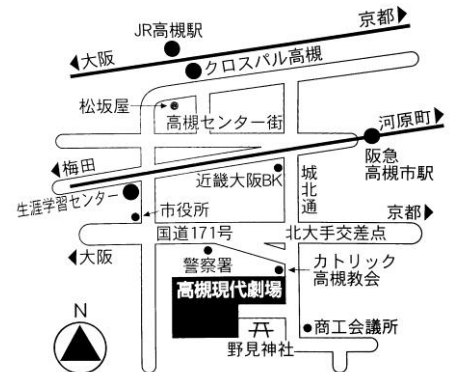 京都▶
JR高槻駅
◀大阪
クロスパル高槻
松坂屋
高槻センター街
河原町▶
◀梅田
阪急
高槻市駅
近畿大阪BK
城北通
生涯学習センター
市役所
京都▶
国道171号
北大手交差点
◀大阪
警察署
カトリック
高槻教会
高槻現代劇場
N
商工会議所
野見神社